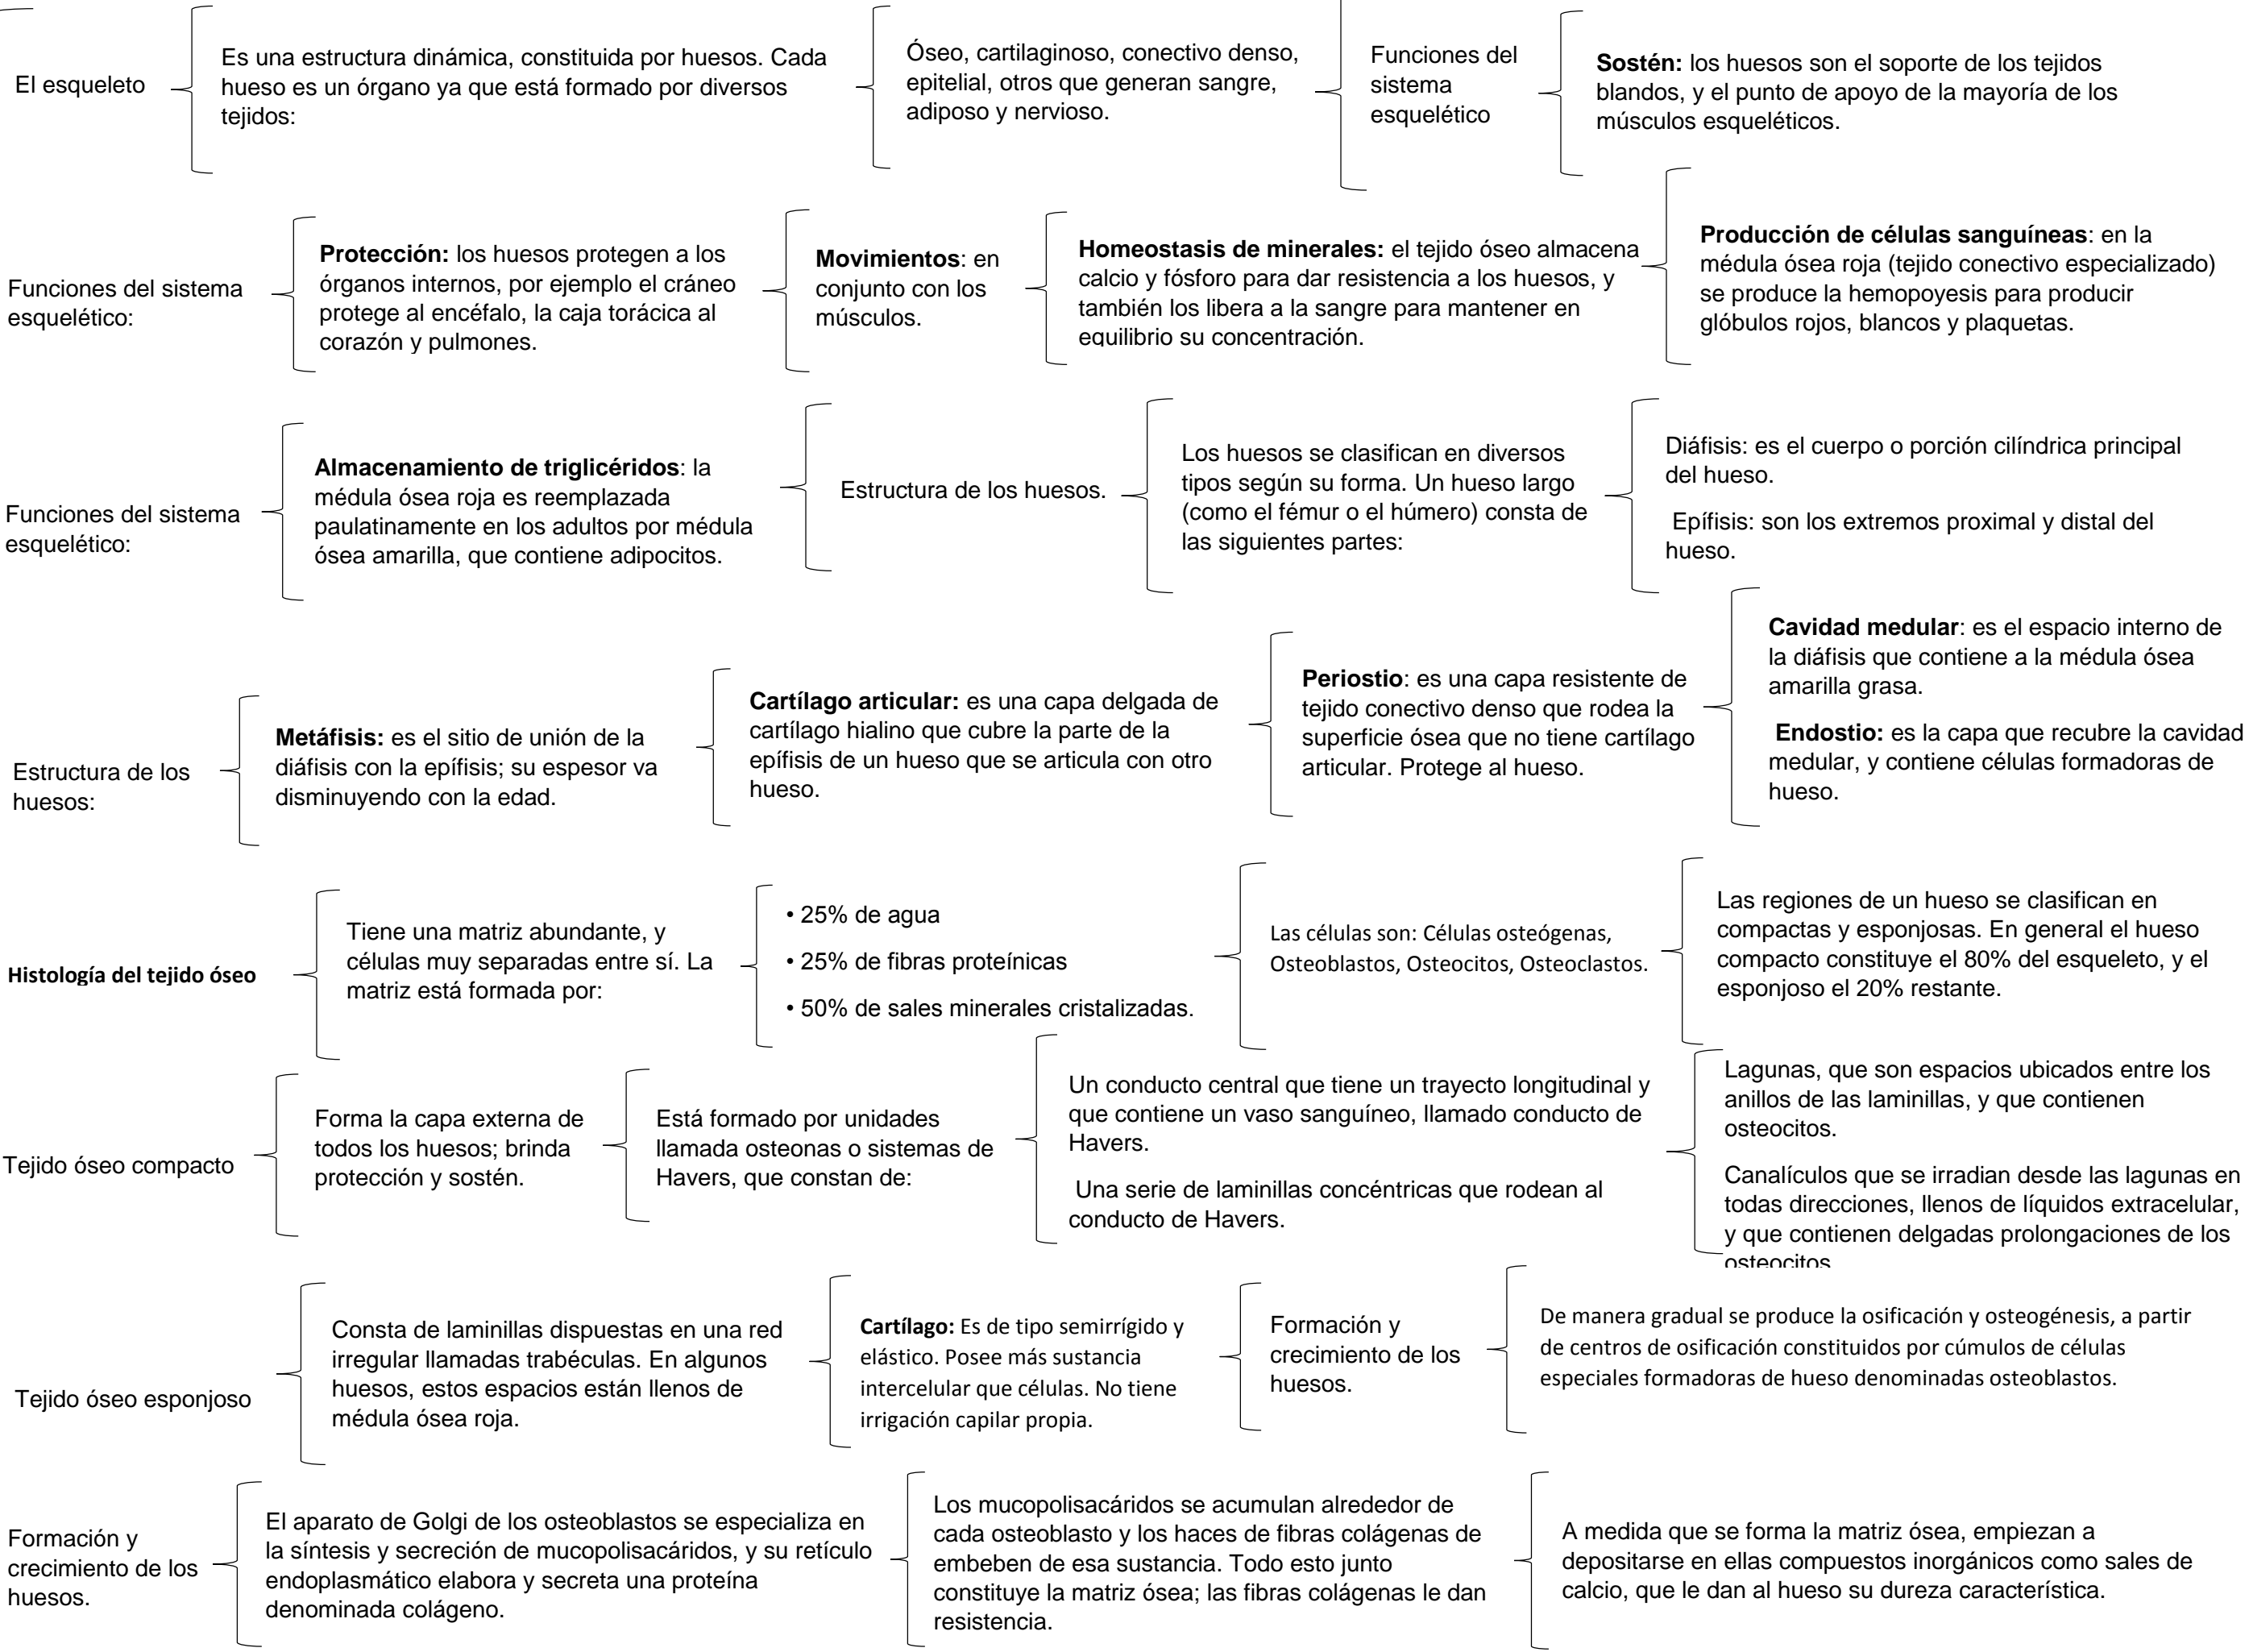 El esqueleto
Es una estructura dinámica, constituida por huesos. Cada
hueso es un órgano ya que está formado por diversos
tejidos:
Óseo, cartilaginoso, conectivo denso,
epitelial, otros que generan sangre,
adiposo y nervioso.
Funciones del
sistema
esquelético
Sostén: los huesos son el soporte de los tejidos
blandos, y el punto de apoyo de la mayoría de los
músculos esqueléticos.
Funciones del sistema
esquelético:
Protección: los huesos protegen a los
órganos internos, por ejemplo el cráneo
protege al encéfalo, la caja torácica al
corazón y pulmones.
Movimientos: en
conjunto con los
músculos.
Homeostasis de minerales: el tejido óseo almacena
calcio y fósforo para dar resistencia a los huesos, y
también los libera a la sangre para mantener en
equilibrio su concentración.
Producción de células sanguíneas: en la
médula ósea roja (tejido conectivo especializado)
se produce la hemopoyesis para producir
glóbulos rojos, blancos y plaquetas.
Funciones del sistema
esquelético:
Almacenamiento de triglicéridos: la
médula ósea roja es reemplazada
paulatinamente en los adultos por médula
ósea amarilla, que contiene adipocitos.
Estructura de los huesos.
Los huesos se clasifican en diversos
tipos según su forma. Un hueso largo
(como el fémur o el húmero) consta de
las siguientes partes:
Diáfisis: es el cuerpo o porción cilíndrica principal
del hueso.
Epífisis: son los extremos proximal y distal del
hueso.
Estructura de los
huesos:
Metáfisis: es el sitio de unión de la
diáfisis con la epífisis; su espesor va
disminuyendo con la edad.
Cartílago articular: es una capa delgada de
cartílago hialino que cubre la parte de la
epífisis de un hueso que se articula con otro
hueso.
Periostio: es una capa resistente de
tejido conectivo denso que rodea la
superficie ósea que no tiene cartílago
articular. Protege al hueso.
Cavidad medular: es el espacio interno de
la diáfisis que contiene a la médula ósea
amarilla grasa.
Endostio: es la capa que recubre la cavidad
medular, y contiene células formadoras de
hueso.
Histología del tejido óseo
Tiene una matriz abundante, y
células muy separadas entre sí. La
matriz está formada por:
• 25% de agua
• 25% de fibras proteínicas
• 50% de sales minerales cristalizadas.
Las células son: Células osteógenas,
Osteoblastos, Osteocitos, Osteoclastos.
Las regiones de un hueso se clasifican en
compactas y esponjosas. En general el hueso
compacto constituye el 80% del esqueleto, y el
esponjoso el 20% restante.
Tejido óseo compacto
Forma la capa externa de
todos los huesos; brinda
protección y sostén.
Está formado por unidades
llamada osteonas o sistemas de
Havers, que constan de:
Un conducto central que tiene un trayecto longitudinal y
que contiene un vaso sanguíneo, llamado conducto de
Havers.
Una serie de laminillas concéntricas que rodean al
conducto de Havers.
Lagunas, que son espacios ubicados entre los
anillos de las laminillas, y que contienen
osteocitos.
Canalículos que se irradian desde las lagunas en
todas direcciones, llenos de líquidos extracelular,
y que contienen delgadas prolongaciones de los
osteocitos
Tejido óseo esponjoso
Consta de laminillas dispuestas en una red
irregular llamadas trabéculas. En algunos
huesos, estos espacios están llenos de
médula ósea roja.
Cartílago: Es de tipo semirrígido y
elástico. Posee más sustancia
intercelular que células. No tiene
irrigación capilar propia.
Formación y
crecimiento de los
huesos.
De manera gradual se produce la osificación y osteogénesis, a partir
de centros de osificación constituidos por cúmulos de células
especiales formadoras de hueso denominadas osteoblastos.
Formación y
crecimiento de los
huesos.
El aparato de Golgi de los osteoblastos se especializa en
la síntesis y secreción de mucopolisacáridos, y su retículo
endoplasmático elabora y secreta una proteína
denominada colágeno.
Los mucopolisacáridos se acumulan alrededor de
cada osteoblasto y los haces de fibras colágenas de
embeben de esa sustancia. Todo esto junto
constituye la matriz ósea; las fibras colágenas le dan
resistencia.
A medida que se forma la matriz ósea, empiezan a
depositarse en ellas compuestos inorgánicos como sales de
calcio, que le dan al hueso su dureza característica.